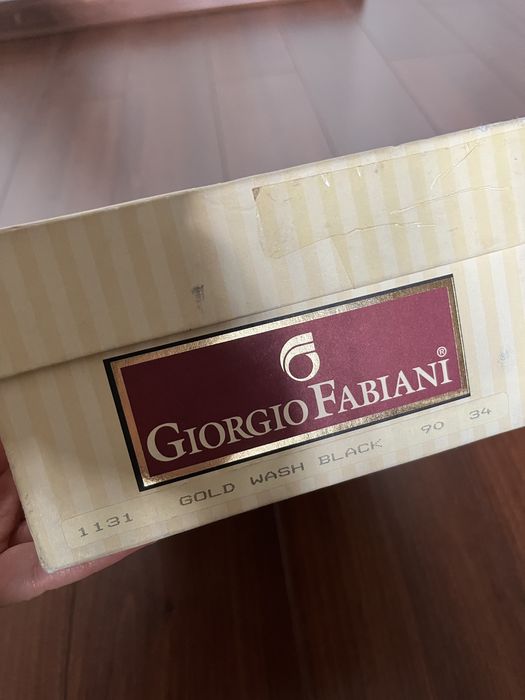 GIORGIO FABIANI®
1131 GOLD WASH BLACK 90 34